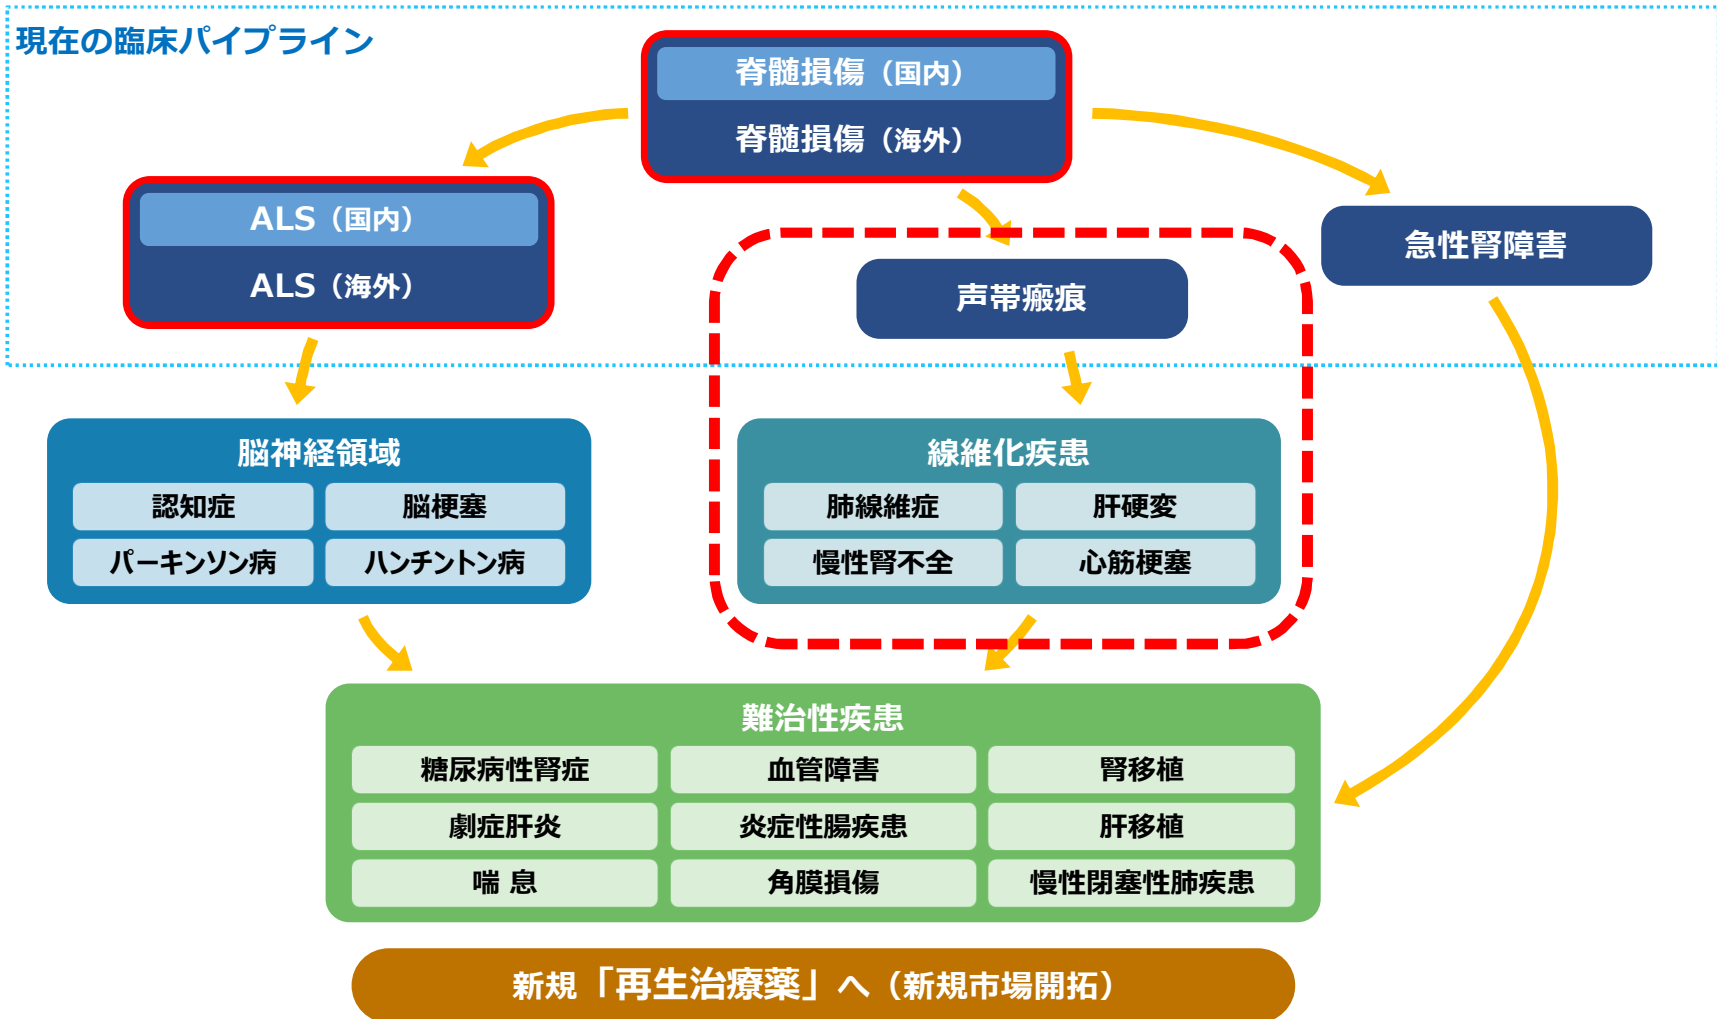 現在の臨床パイプライン
脊髄損傷（国内）
脊髄損傷（海外）
ALS（国内）
ALS（海外）
声帯瘢痕
急性腎障害
脳神経領域
認知症
脳梗塞
パーキンソン病
ハンチントン病
線維化疾患
肺線維症
肝硬変
慢性腎不全
心筋梗塞
難治性疾患
糖尿病性腎症
血管障害
腎移植
劇症肝炎
炎症性腸疾患
肝移植
喘 息
角膜損傷
慢性閉塞性肺疾患
新規「再生治療薬」へ（新規市場開拓）